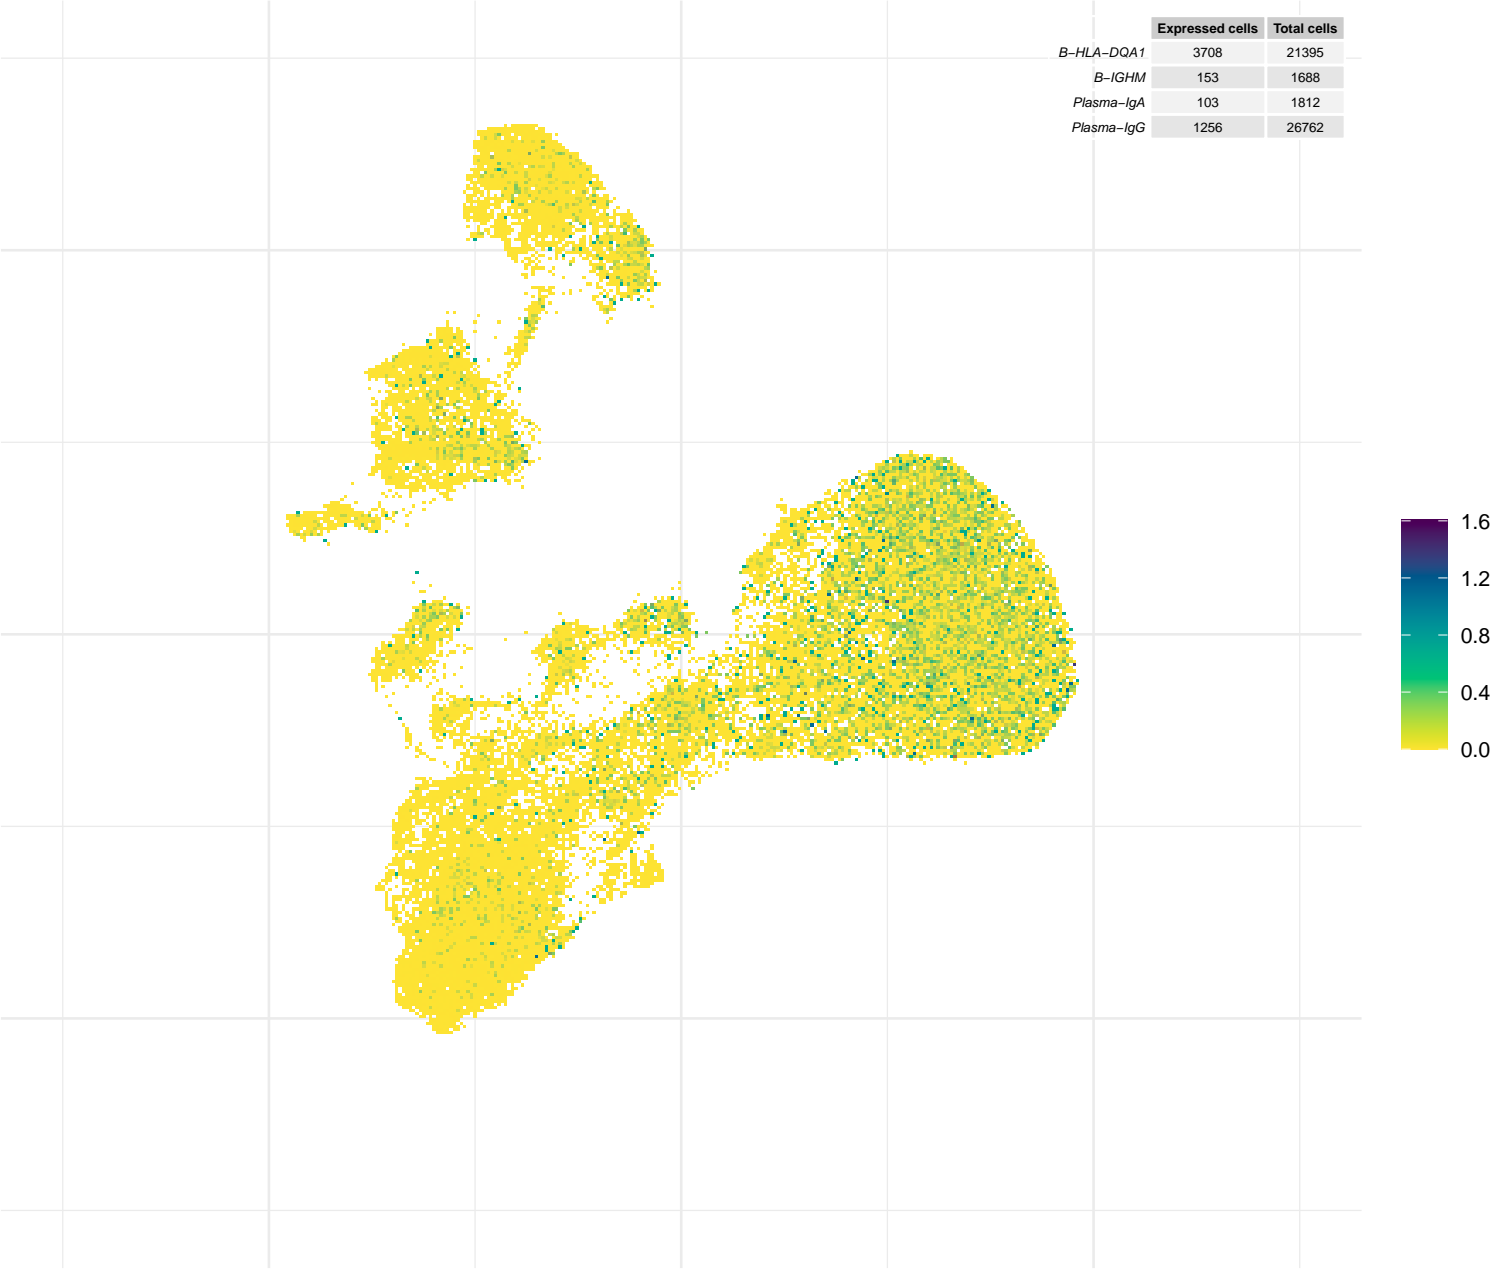 Expressed cells Total cells
B−HLA−DQA1 3708 21395
B−IGHM 153 1688
Plasma−IgA 103 1812
Plasma−IgG 1256 26762
1.6
1.2
0.8
0.4
0.0